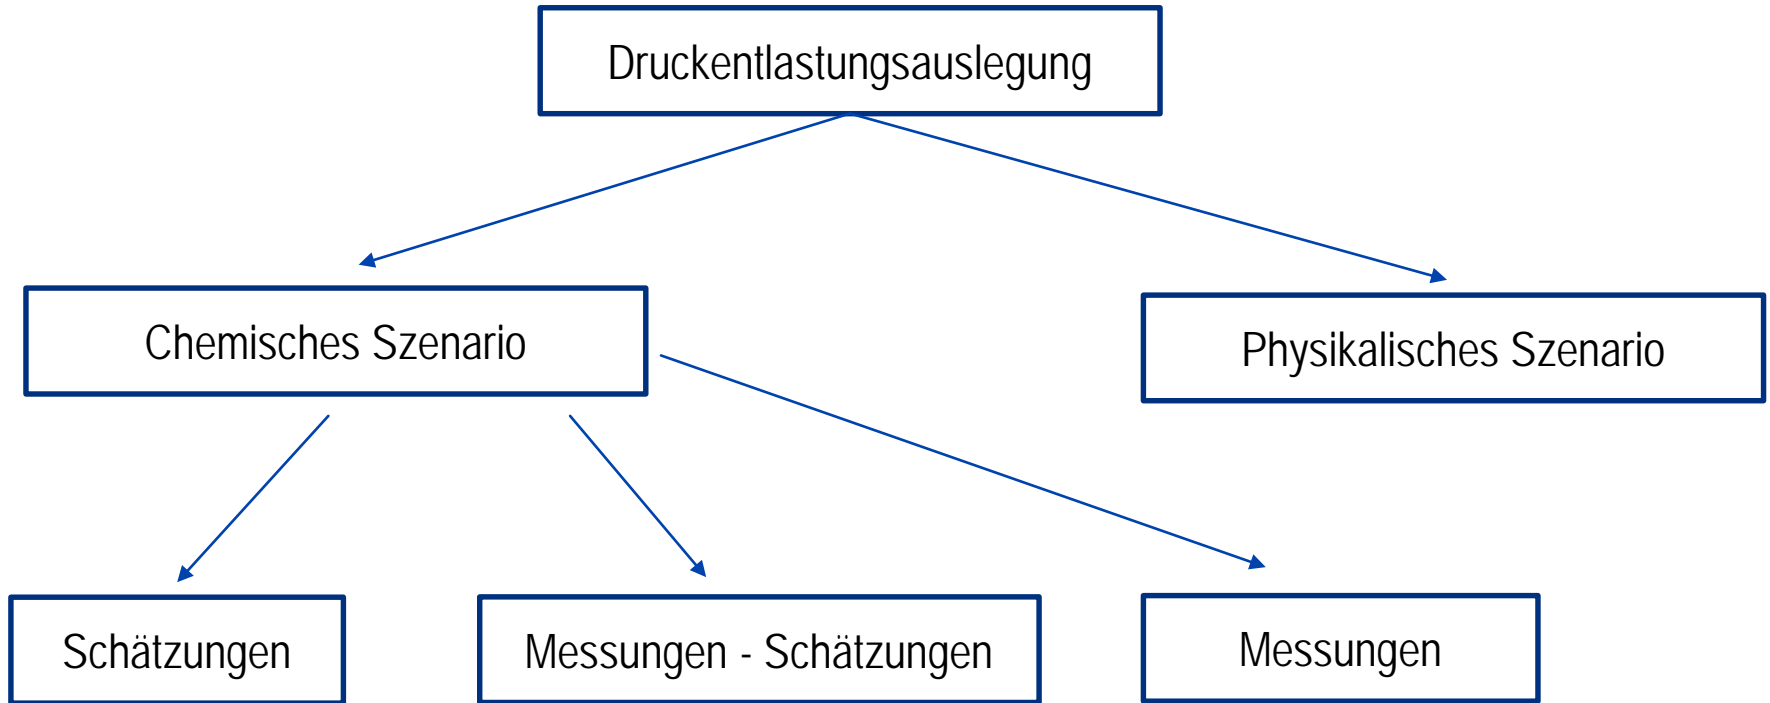 Druckentlastungsauslegung
Chemisches Szenario
Physikalisches Szenario
Schätzungen
Messungen - Schätzungen
Messungen